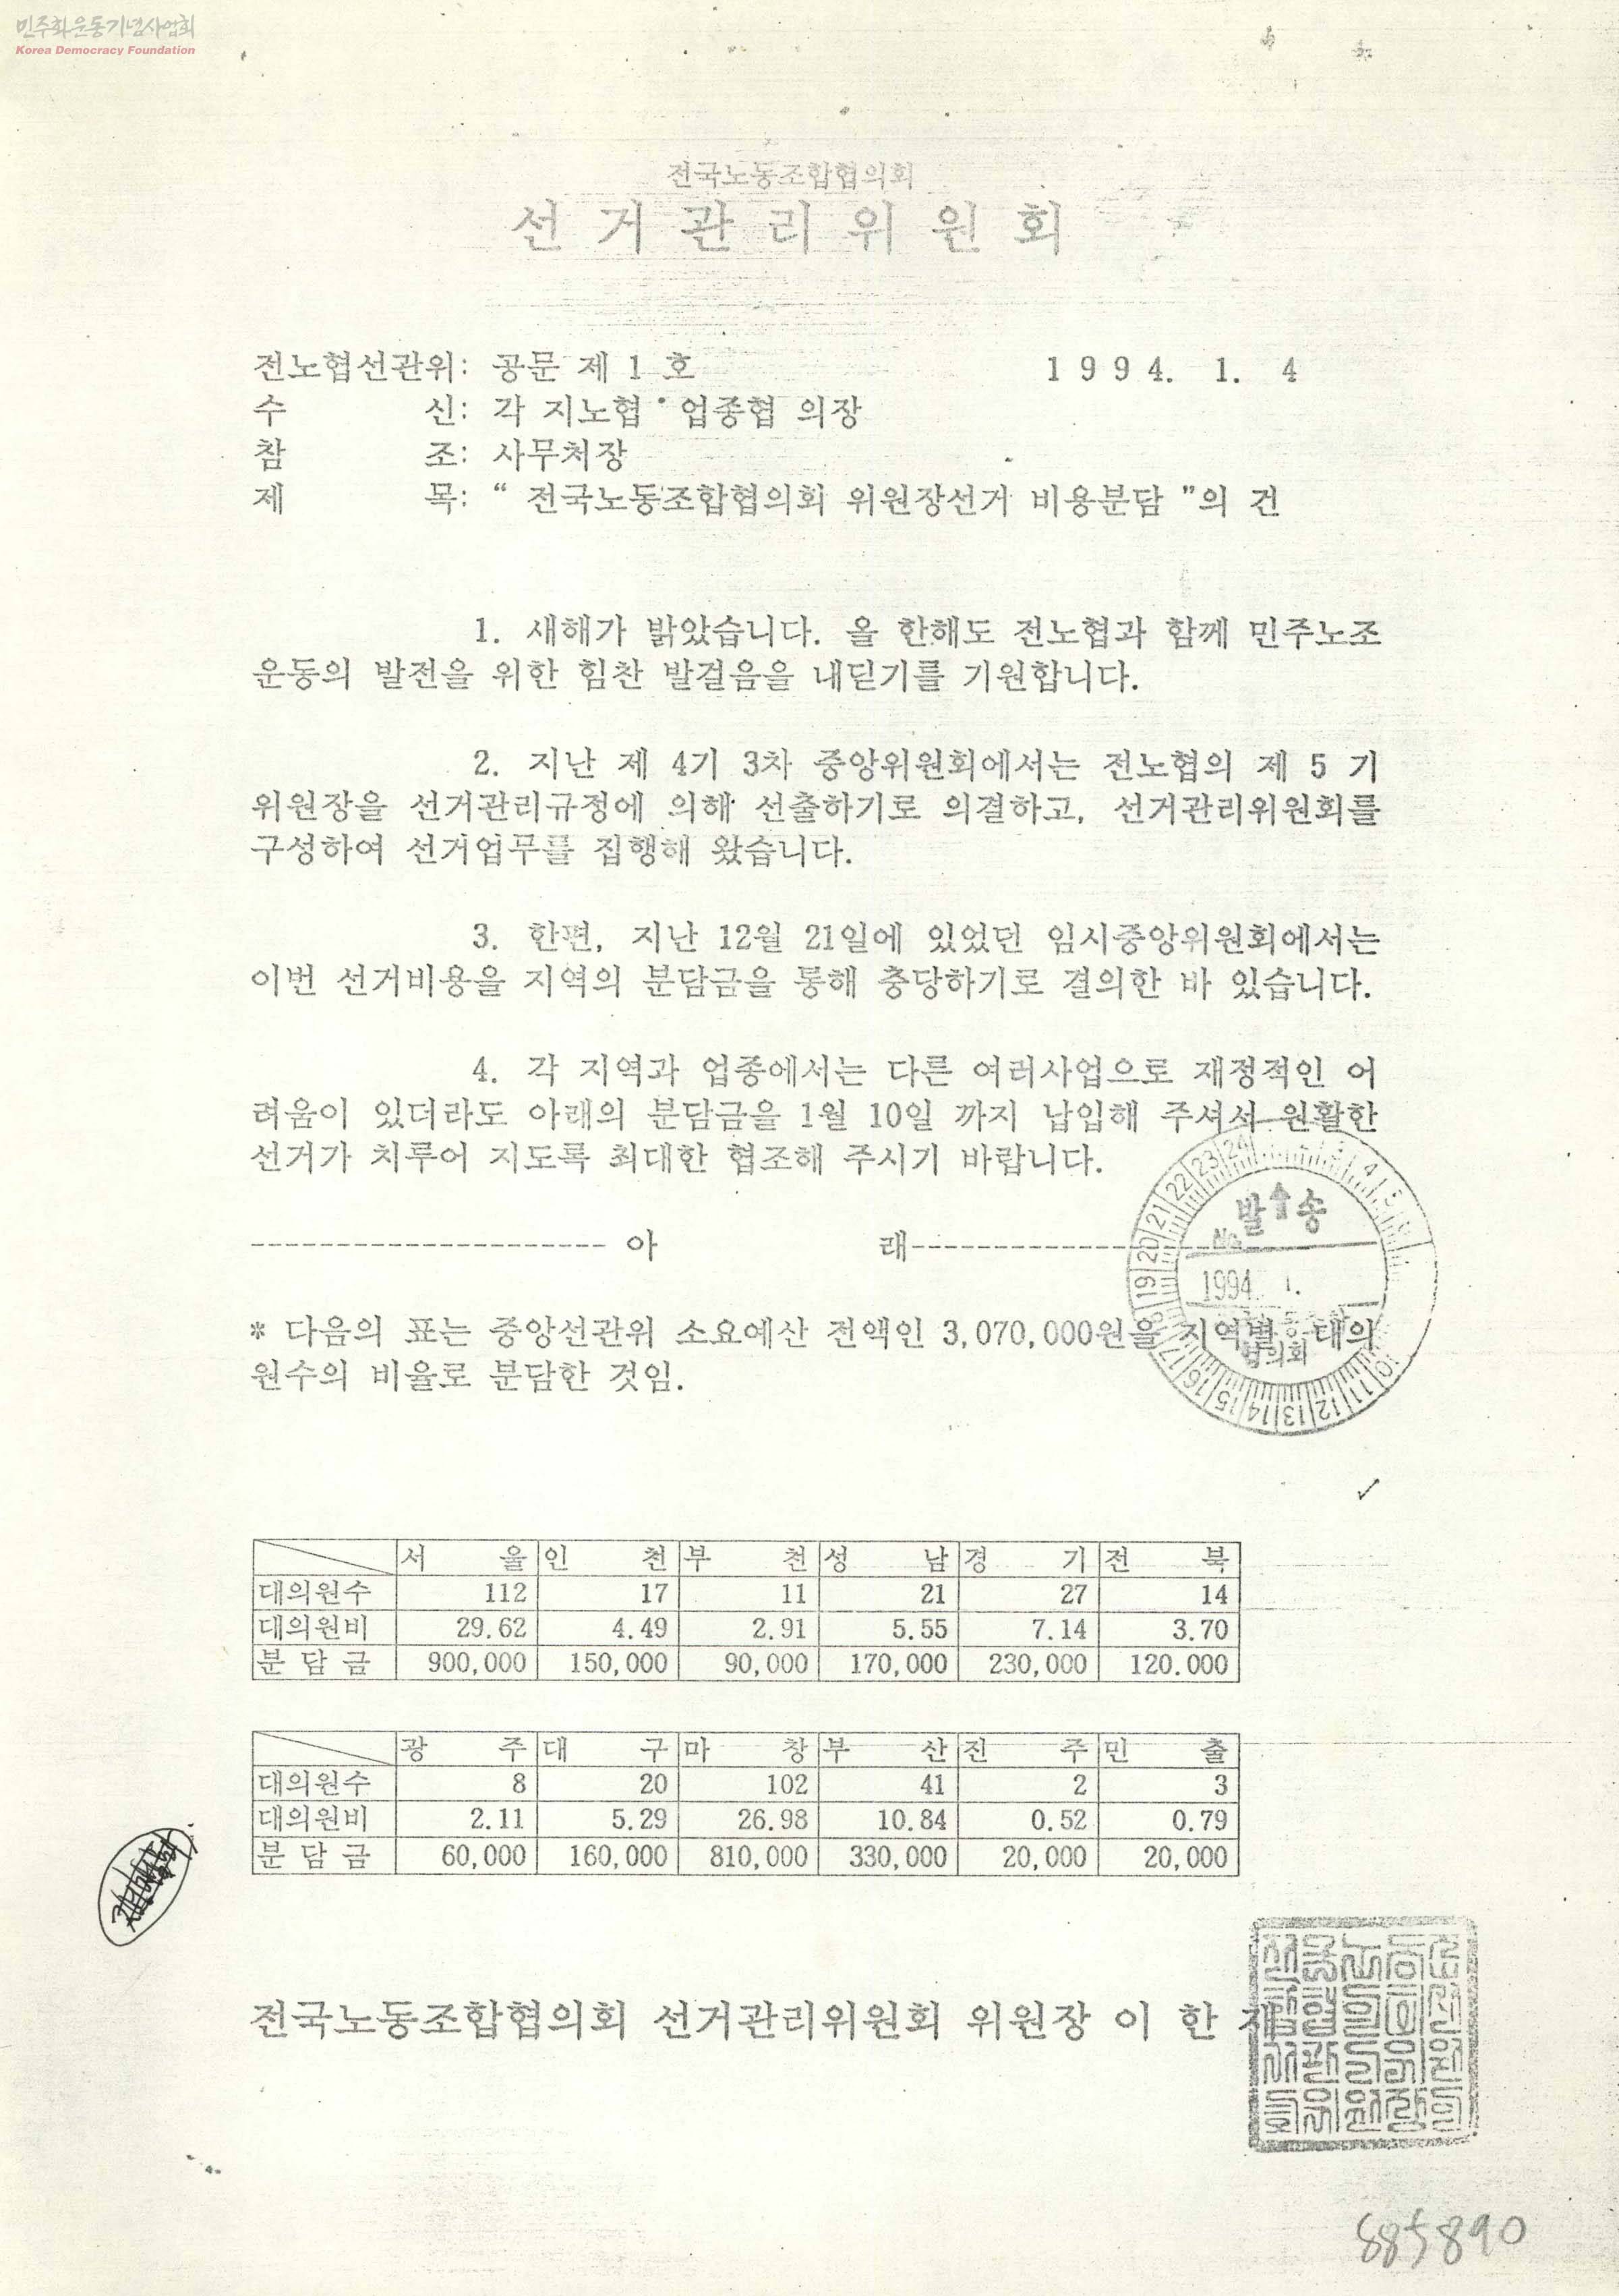 민주화운동기념사업회
Korea Democracy Foundation
전국노동조합협의회
선 거 관 리 위 원 회
전노협선관위: 공문 제 1 호 1994. 1. 4
수 신: 각 지노협 · 업종협 의장
참 조: 사무처장
제 목: “ 전국노동조합협의회 위원장선거 비용분담 ”의 건
1. 새해가 밝았습니다. 올 한해도 전노협과 함께 민주노조
운동의 발전을 위한 힘찬 발걸음을 내딛기를 기원합니다.
2. 지난 제 4기 3차 중앙위원회에서는 전노협의 제 5 기
위원장을 선거관리규정에 의해 선출하기로 의결하고, 선거관리위원회를
구성하여 선거업무를 집행해 왔습니다.
3. 한편, 지난 12월 21일에 있었던 임시중앙위원회에서는
이번 선거비용을 지역의 분담금을 통해 충당하기로 결의한 바 있습니다.
4. 각 지역과 업종에서는 다른 여러사업으로 재정적인 어
려움이 있더라도 아래의 분담금을 1월 10일 까지 납입해 주셔서 원활한
선거가 치루어 지도록 최대한 협조해 주시기 바랍니다.
--------------------- 아 래----------------
발송
No.
1994. 1.
협의회
* 다음의 표는 중앙선관위 소요예산 전액인 3,070,000원을 지역별 대의
원수의 비율로 분담한 것임.
서 울 인 천 부 천 성 남 경 기 전 북
대의원수 112 17 11 21 27 14
대의원비 29.62 4.49 2.91 5.55 7.14 3.70
분 담 금 900,000 150,000 90,000 170,000 230,000 120.000
광 주 대 구 마 창 부 산 진 주 민 출
대의원수 8 20 102 41 2 3
대의원비 2.11 5.29 26.98 10.84 0.52 0.79
분 담 금 60,000 160,000 810,000 330,000 20,000 20,000
전국노동조합협의회 선거관리위원회 위원장 이 한 재
885890